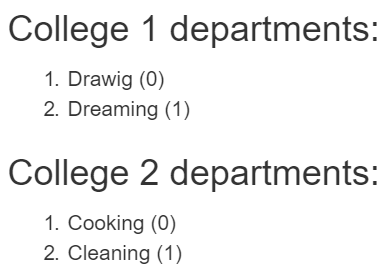 College 1 departments:
1. Drawig (0)
2. Dreaming (1)
College 2 departments:
1. Cooking (0)
2. Cleaning (1)